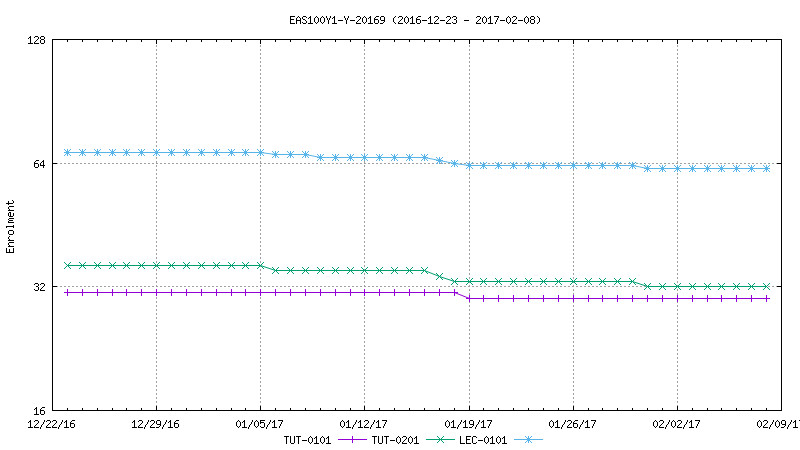 EAS100Y1-Y-20169 (2016-12-23 - 2017-02-08)
128
64
32
16
Enrolment
12/22/16 12/29/16 01/05/17 01/12/17 01/19/17 01/26/17 02/02/17 02/09/1
TUT-0101 TUT-0201 LEC-0101